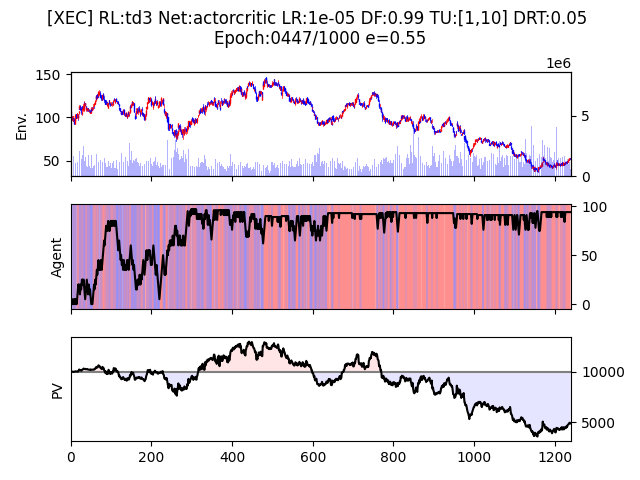 [XEC] RL:td3 Net:actorcritic LR:1e-05 DF:0.99 TU:[1,10] DRT:0.05
Epoch:0447/1000 e=0.55
1e6
150
100
50
Env.
5
0
Agent
100
50
0
PV
10000
5000
0 200 400 600 800 1000 1200